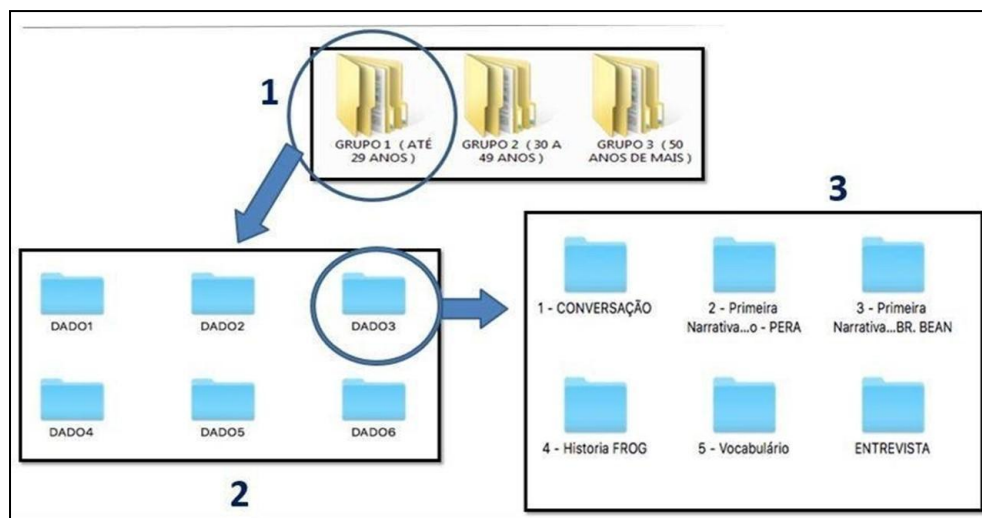 1
GRUPO 1 ( ATÉ
29 ANOS )
GRUPO 2 (30 A
49 ANOS )
GRUPO 3 (50
ANOS DE MAIS )
3
DADO1
DADO2
DADO3
DADO4
DADO5
DADO6
2
1 - CONVERSAÇÃO
2 - Primeira
Narrativa...o - PERA
3 - Primeira
Narrativa...BR. BEAN
4 - Historia FROG
5 - Vocabulário
ENTREVISTA